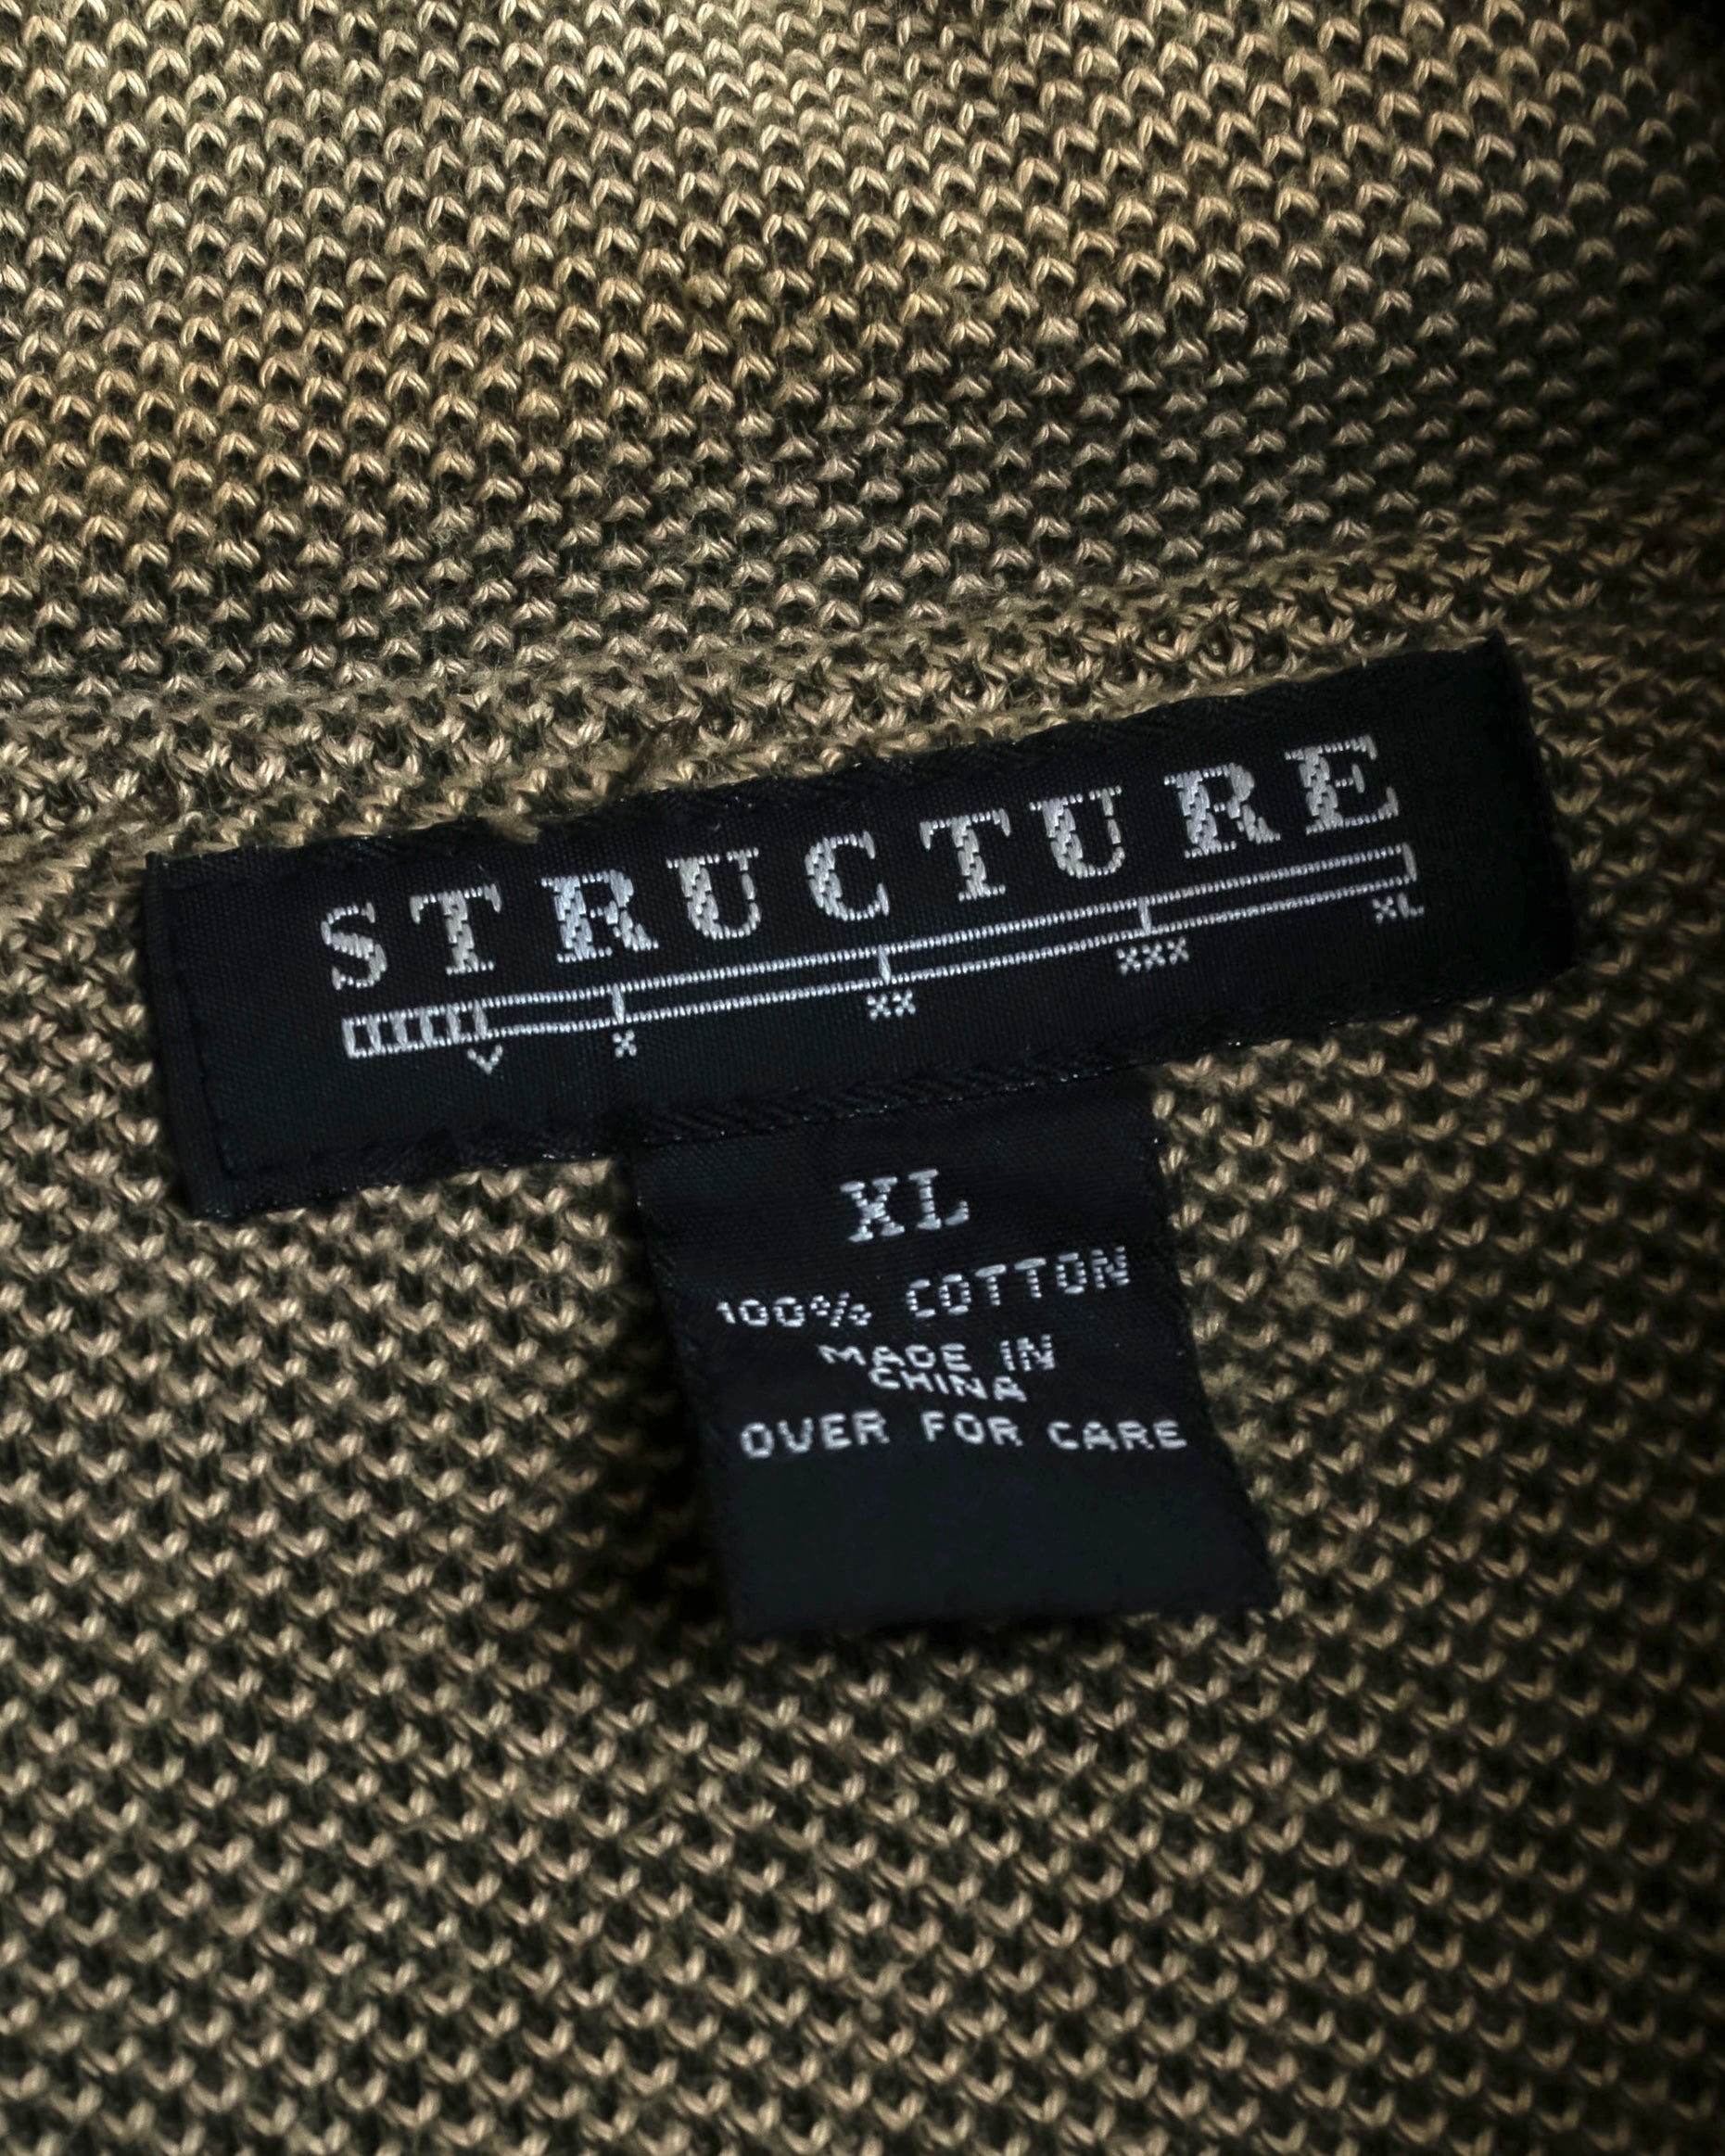 STRUCTURE
V X XX XXX XL
XL
100% COTTON
MADE IN
CHINA
OVER FOR CARE